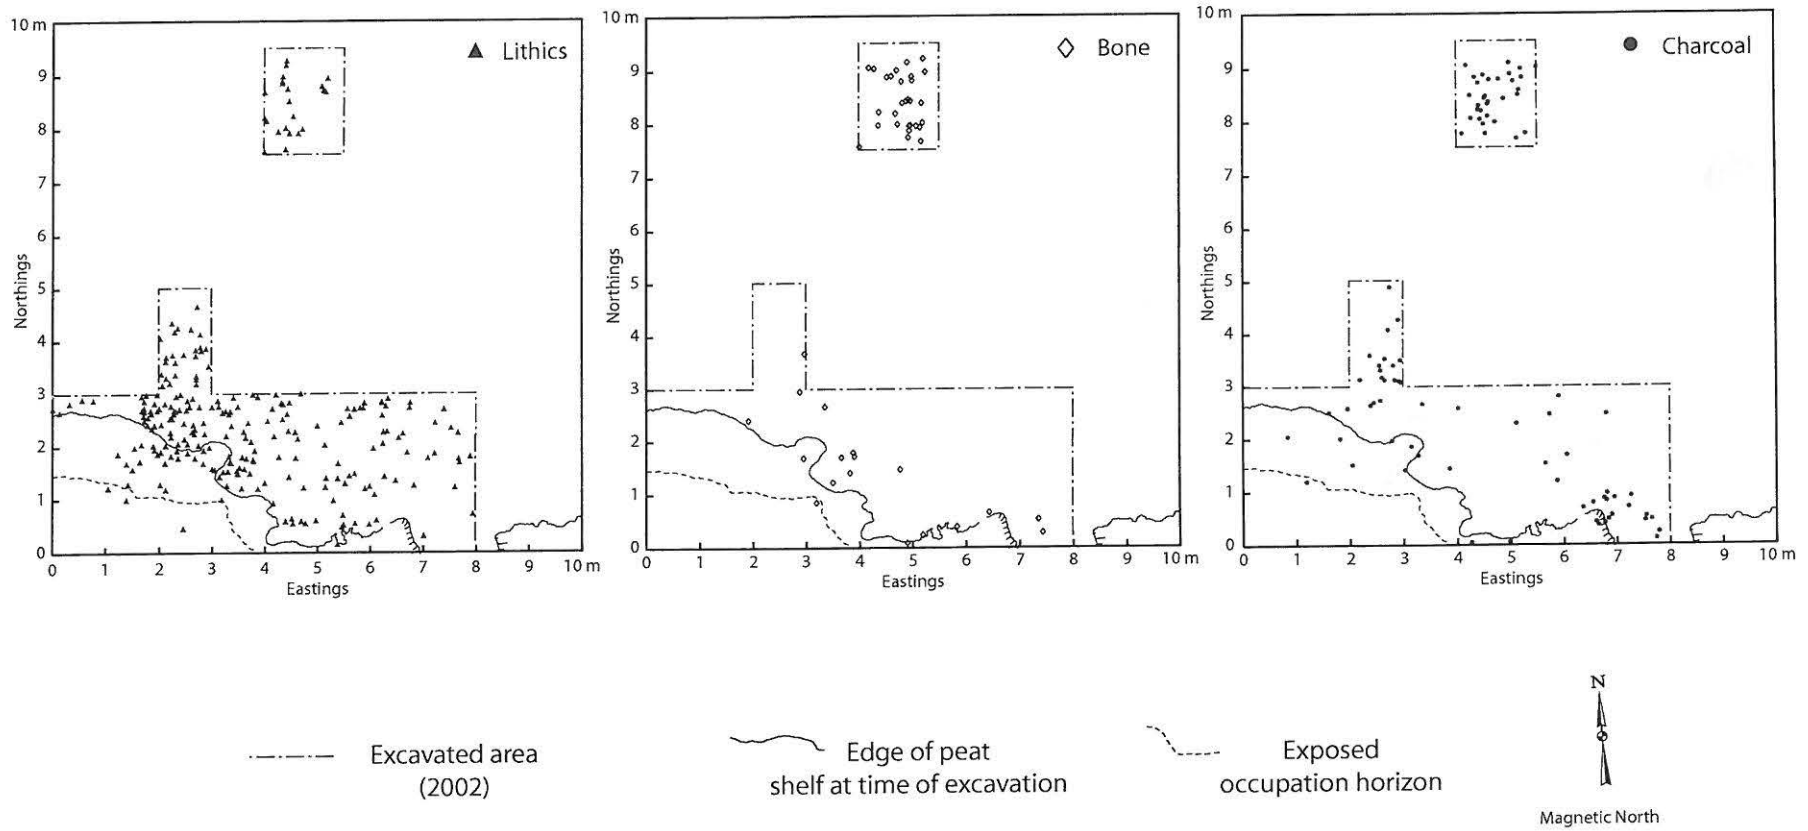 10 m
9
8
7
6
5
4
3
2
1
0
Northings
0 1 2 3 4 5 6 7 8 9 10 m
Eastings
Lithics
10 m
9
8
7
6
5
4
3
2
1
0
Northings
0 1 2 3 4 5 6 7 8 9 10 m
Eastings
Bone
10 m
9
8
7
6
5
4
3
2
1
0
Northings
0 1 2 3 4 5 6 7 8 9 10 m
Eastings
Charcoal
Excavated area
(2002)
Edge of peat
shelf at time of excavation
Exposed
occupation horizon
N
Magnetic North